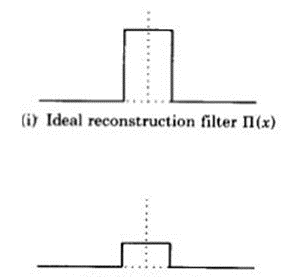 (i) Ideal reconstruction filter Π(x)